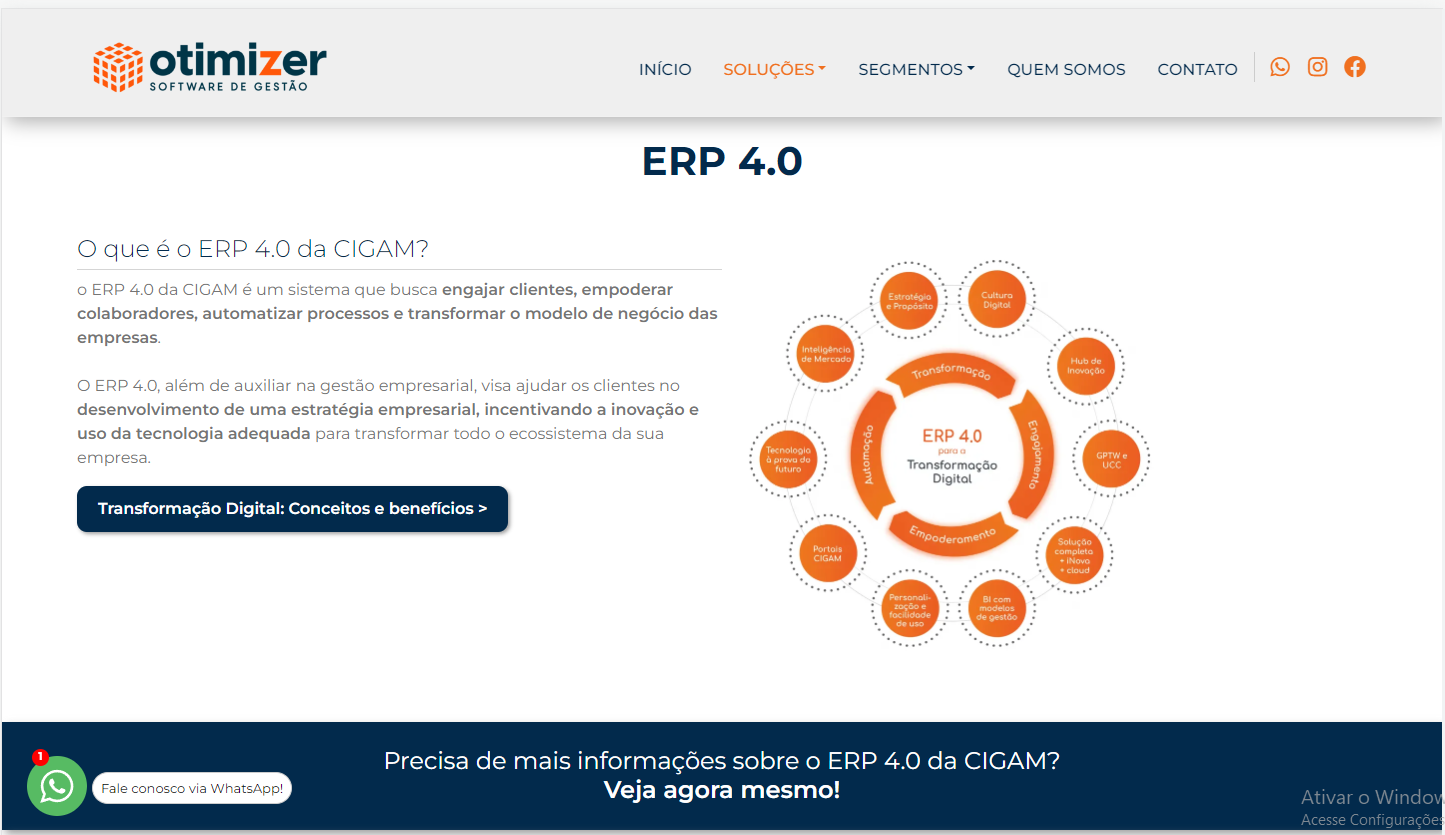 otimizer
SOFTWARE DE GESTÃO
INÍCIO
SOLUÇÕES
SEGMENTOS
QUEM SOMOS
CONTATO
ERP 4.0
O que é o ERP 4.0 da CIGAM?
o ERP 4.0 da CIGAM é um sistema que busca engajar clientes, empoderar
colaboradores, automatizar processos e transformar o modelo de negócio das
empresas.
O ERP 4.0, além de auxiliar na gestão empresarial, visa ajudar os clientes no
desenvolvimento de uma estratégia empresarial, incentivando a inovação e
uso da tecnologia adequada para transformar todo o ecossistema da sua
empresa.
Transformação Digital: Conceitos e benefícios >
Estratégia
e Propósito
Cultura
Digital
Inteligência
de Mercado
Hub de
Inovação
Transformação
Automação
Engajamento
ERP 4.0
para a
Transformação
Digital
Tecnologia
à prova do
futuro
GPTW e
UCC
Empoderamento
Portais
CIGAM
Solução
completa
+ iNova
+ cloud
Personali-
zação e
facilidade
de uso
BI com
modelos
de gestão
Precisa de mais informações sobre o ERP 4.0 da CIGAM?
Veja agora mesmo!
1
Fale conosco via WhatsApp!
Ativar o Window
Acesse Configurações